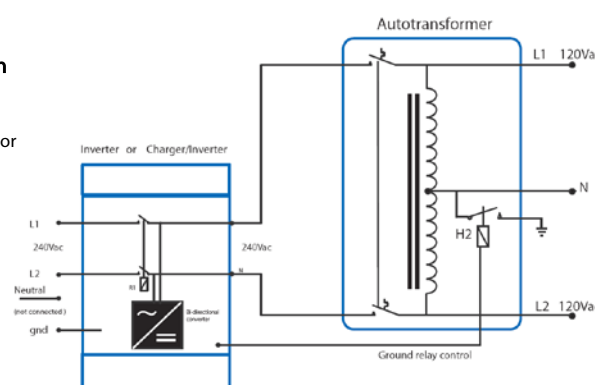 Autotransformer
L1 120Va
n
or
Inverter or Charger/Inverter
N
L1
H2
240Vac
240Vac
L2
N
R1
Neutral
(not connected)
Bi-directional
converter
L2 120Va
gnd
Ground relay control